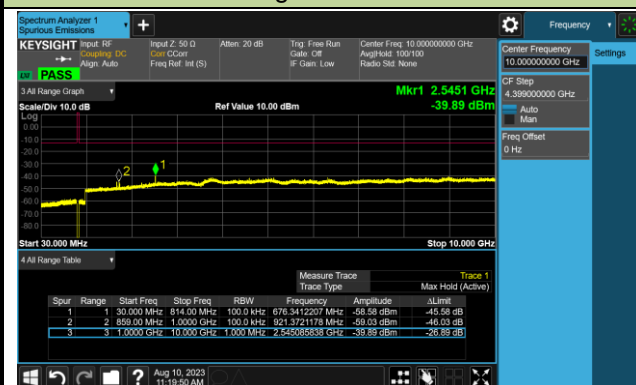 Spectrum Analyzer 1
Spurious Emissions
Frequency
KEYSIGHT
Input: RF
Coupling: DC
Align: Auto
Input Z: 50 Ω
Corr CCorr
Freq Ref: Int (S)
Atten: 20 dB
Trig: Free Run
Gate: Off
IF Gain: Low
Center Freq: 10.000000000 GHz
Avg|Hold: 100/100
Radio Std: None
PASS
Center Frequency
10.000000000 GHz
Settings
CF Step
4.399000000 GHz
Auto
Man
Freq Offset
0 Hz
3 All Range Graph
Mkr1 2.5451 GHz
Scale/Div 10.0 dB
Ref Value 10.00 dBm
-39.89 dBm
Log
0.00
-10.0
-20.0
-30.0
-40.0
-50.0
-60.0
-70.0
-80.0
2
1
Start 30.000 MHz
Stop 10.000 GHz
4 All Range Table
Measure Trace Trace 1
Trace Type Max Hold (Active)
Spur Range Start Freq Stop Freq RBW Frequency Amplitude ΔLimit
1 1 30.000 MHz 814.00 MHz 100.0 kHz 676.3412207 MHz -58.58 dBm -45.58 dB
2 2 859.00 MHz 1.0000 GHz 100.0 kHz 921.3721178 MHz -59.03 dBm -46.03 dB
3 3 1.0000 GHz 10.000 GHz 1.000 MHz 2.545085838 GHz -39.89 dBm -26.89 dB
?
Aug 10, 2023
11:19:50 AM